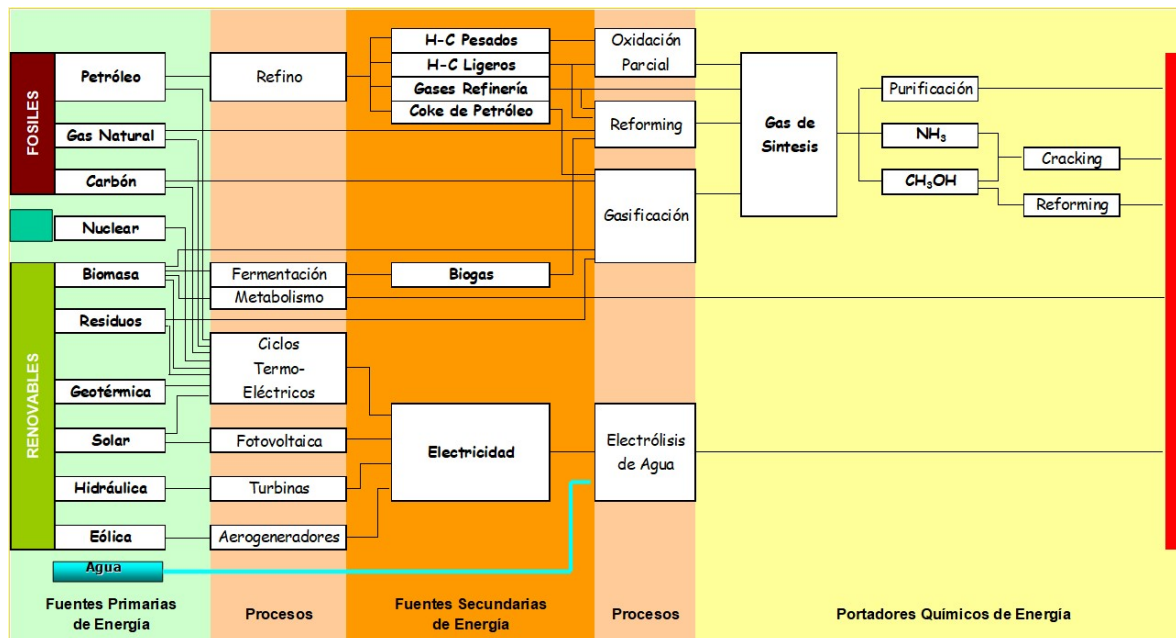 FOSILES
Petróleo
Gas Natural
Carbón
Nuclear
RENOVABLES
Biomasa
Residuos
Geotérmica
Solar
Hidráulica
Eólica
Agua
Fuentes Primarias
de Energía
Refino
Fermentación
Metabolismo
Ciclos
Termo-
Eléctricos
Fotovoltaica
Turbinas
Aerogeneradores
Procesos
H-C Pesados
H-C Ligeros
Gases Refinería
Coke de Petróleo
Biogas
Electricidad
Fuentes Secundarias
de Energía
Oxidación
Parcial
Reforming
Gasificación
Electrólisis
de Agua
Procesos
Gas de
Sintesis
Purificación
NH₃
CH₃OH
Cracking
Reforming
Portadores Químicos de Energía